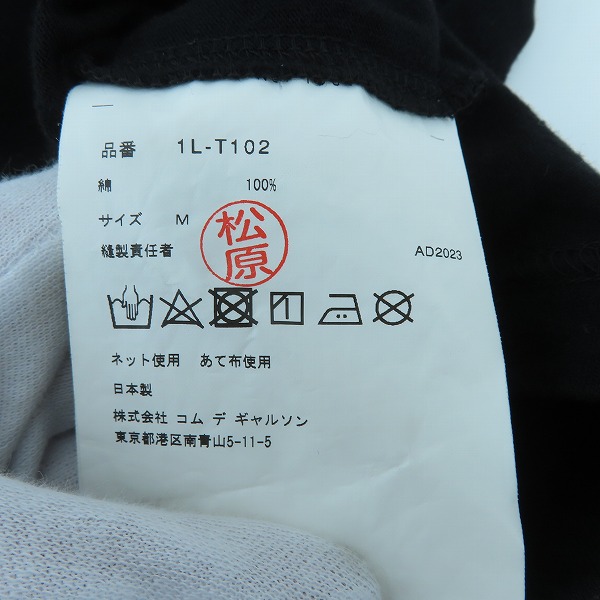 品番 1L-T102
綿 100%
サイズ M
松原
縫製責任者 AD2023
ネット使用 あて布使用
日本製
株式会社 コム デ ギャルソン
東京都港区南青山5-11-5